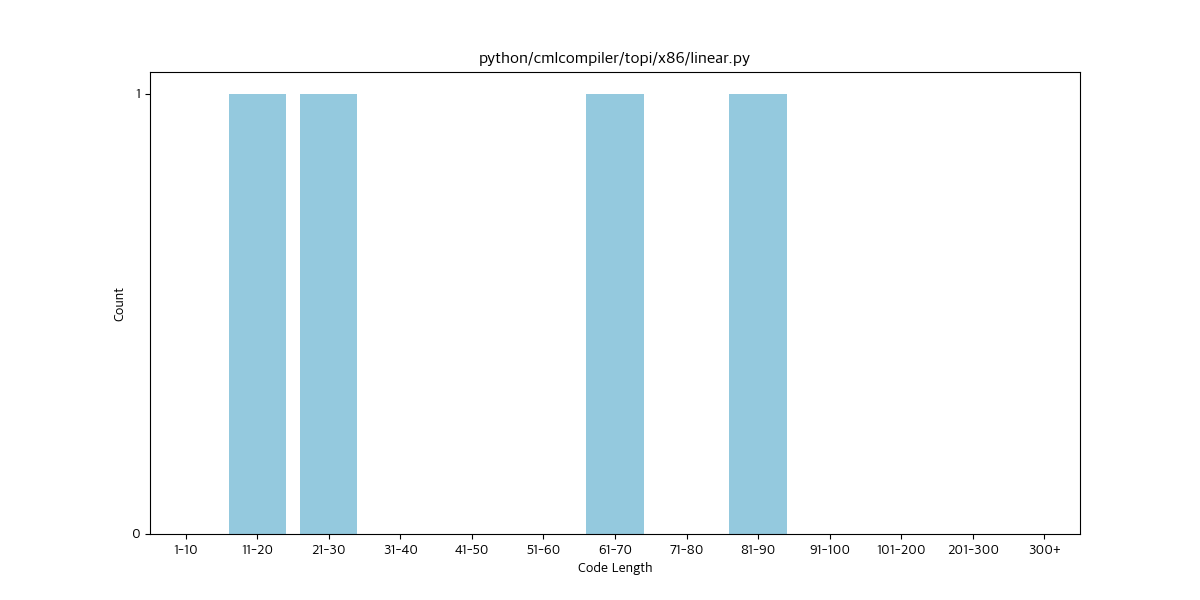 python/cmlcompiler/topi/x86/linear.py
1
Count
0
1-10 11-20 21-30 31-40 41-50 51-60 61-70 71-80 81-90 91-100 101-200 201-300 300+
Code Length